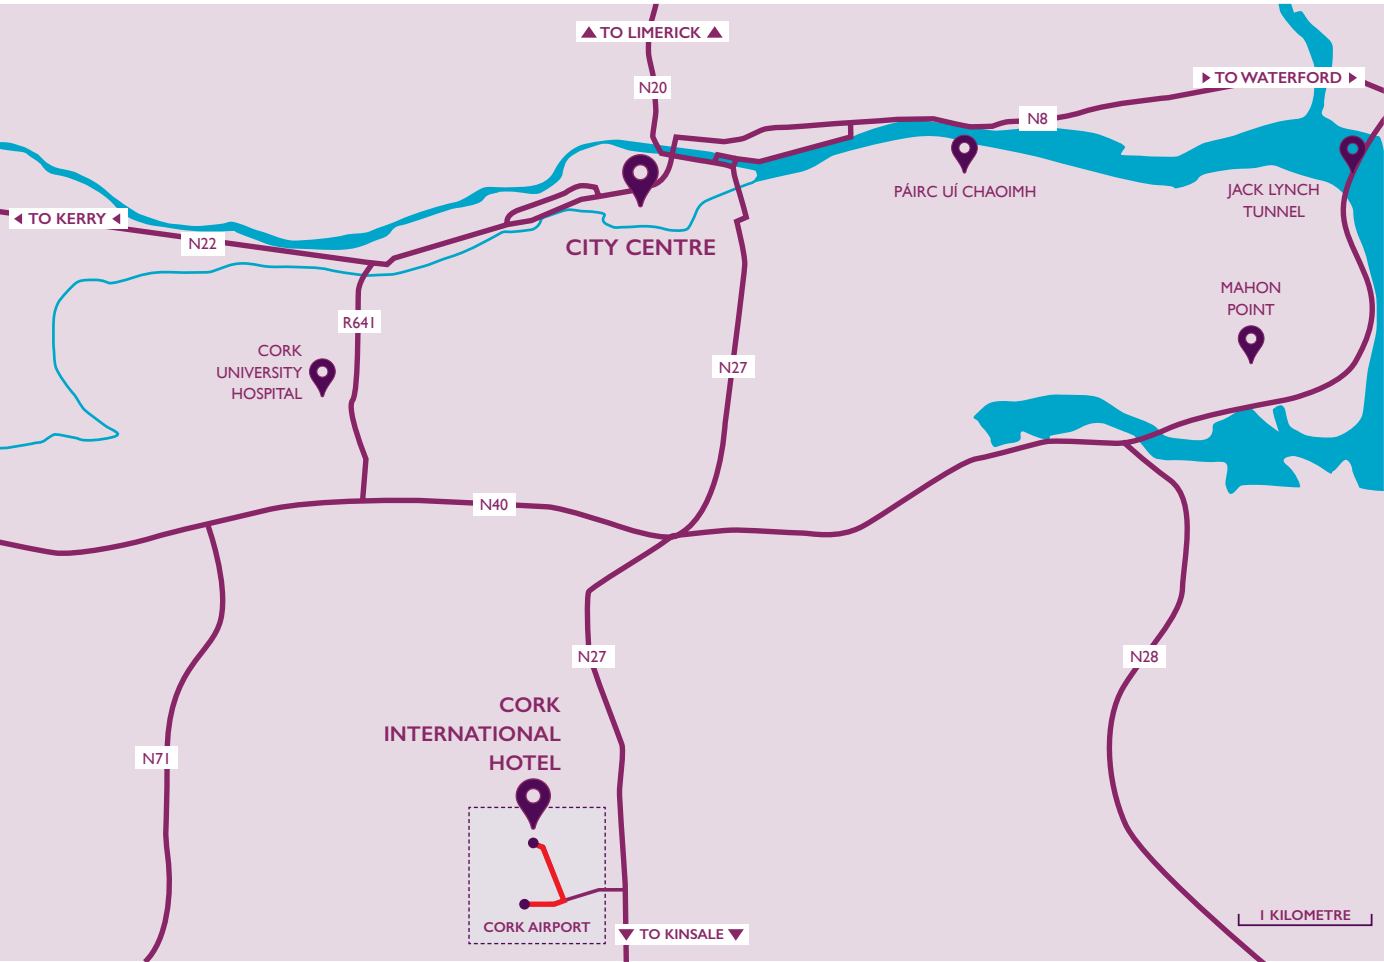 TO LIMERICK
TO WATERFORD
N20
N8
PÁIRC UÍ CHAOIMH
JACK LYNCH
TUNNEL
TO KERRY
N22
CITY CENTRE
MAHON
POINT
R641
CORK
UNIVERSITY
HOSPITAL
N27
N40
N27
N28
CORK
INTERNATIONAL
HOTEL
N71
CORK AIRPORT
TO KINSALE
1 KILOMETRE